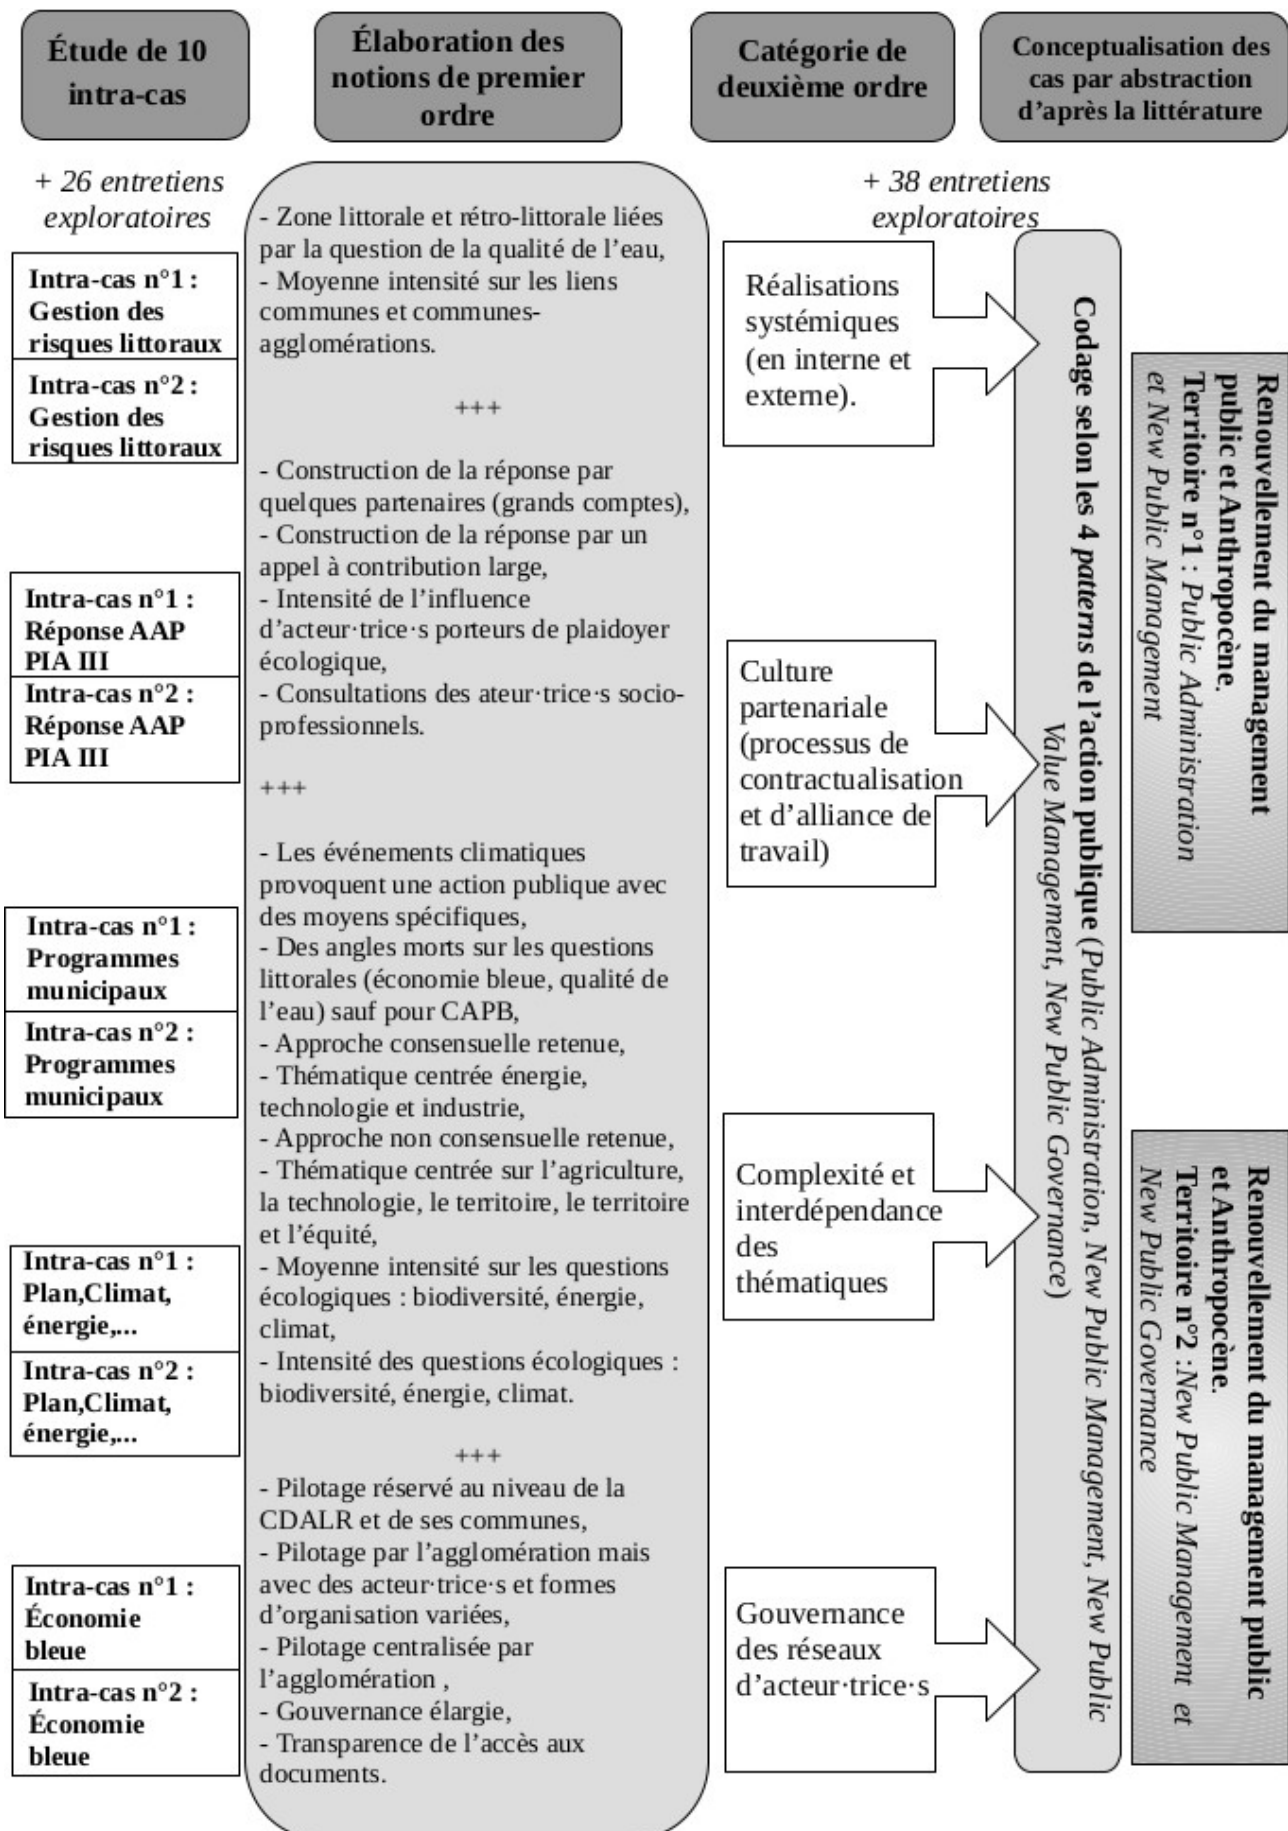 Étude de 10
intra-cas
Élaboration des
notions de premier
ordre
Catégorie de
deuxième ordre
Conceptualisation des
cas par abstraction
d’après la littérature
+ 26 entretiens
exploratoires
+ 38 entretiens
exploratoires
Intra-cas n°1 :
Gestion des
risques littoraux
Intra-cas n°2 :
Gestion des
risques littoraux
Intra-cas n°1 :
Réponse AAP
PIA III
Intra-cas n°2 :
Réponse AAP
PIA III
Intra-cas n°1 :
Programmes
municipaux
Intra-cas n°2 :
Programmes
municipaux
Intra-cas n°1 :
Plan,Climat,
énergie,...
Intra-cas n°2 :
Plan,Climat,
énergie,...
Intra-cas n°1 :
Économie
bleue
Intra-cas n°2 :
Économie
bleue
- Zone littorale et rétro-littorale liées
par la question de la qualité de l’eau,
- Moyenne intensité sur les liens
communes et communes-
agglomérations.
+++
- Construction de la réponse par
quelques partenaires (grands comptes),
- Construction de la réponse par un
appel à contribution large,
- Intensité de l’influence
d’acteur·trice·s porteurs de plaidoyer
écologique,
- Consultations des ateur·trice·s socio-
professionnels.
+++
- Les événements climatiques
provoquent une action publique avec
des moyens spécifiques,
- Des angles morts sur les questions
littorales (économie bleue, qualité de
l’eau) sauf pour CAPB,
- Approche consensuelle retenue,
- Thématique centrée énergie,
technologie et industrie,
- Approche non consensuelle retenue,
- Thématique centrée sur l’agriculture,
la technologie, le territoire, le territoire
et l’équité,
- Moyenne intensité sur les questions
écologiques : biodiversité, énergie,
climat,
- Intensité des questions écologiques :
biodiversité, énergie, climat.
+++
- Pilotage réservé au niveau de la
CDALR et de ses communes,
- Pilotage par l’agglomération mais
avec des acteur·trice·s et formes
d’organisation variées,
- Pilotage centralisée par
l’agglomération ,
- Gouvernance élargie,
- Transparence de l’accès aux
documents.
Réalisations
systémiques
(en interne et
externe).
Culture
partenariale
(processus de
contractualisation
et d’alliance de
travail)
Complexité et
interdépendance
des
thématiques
Gouvernance
des réseaux
d’acteur·trice·s
Codage selon les 4 patterns de l’action publique (Public Administration, New Public Management, New Public
Value Management, New Public Governance)
Renouvellement du management
public et Anthropocène.
Territoire n°1 : Public Administration
et New Public Management
Renouvellement du management public
et Anthropocène.
Territoire n°2 :New Public Management et
New Public Governance